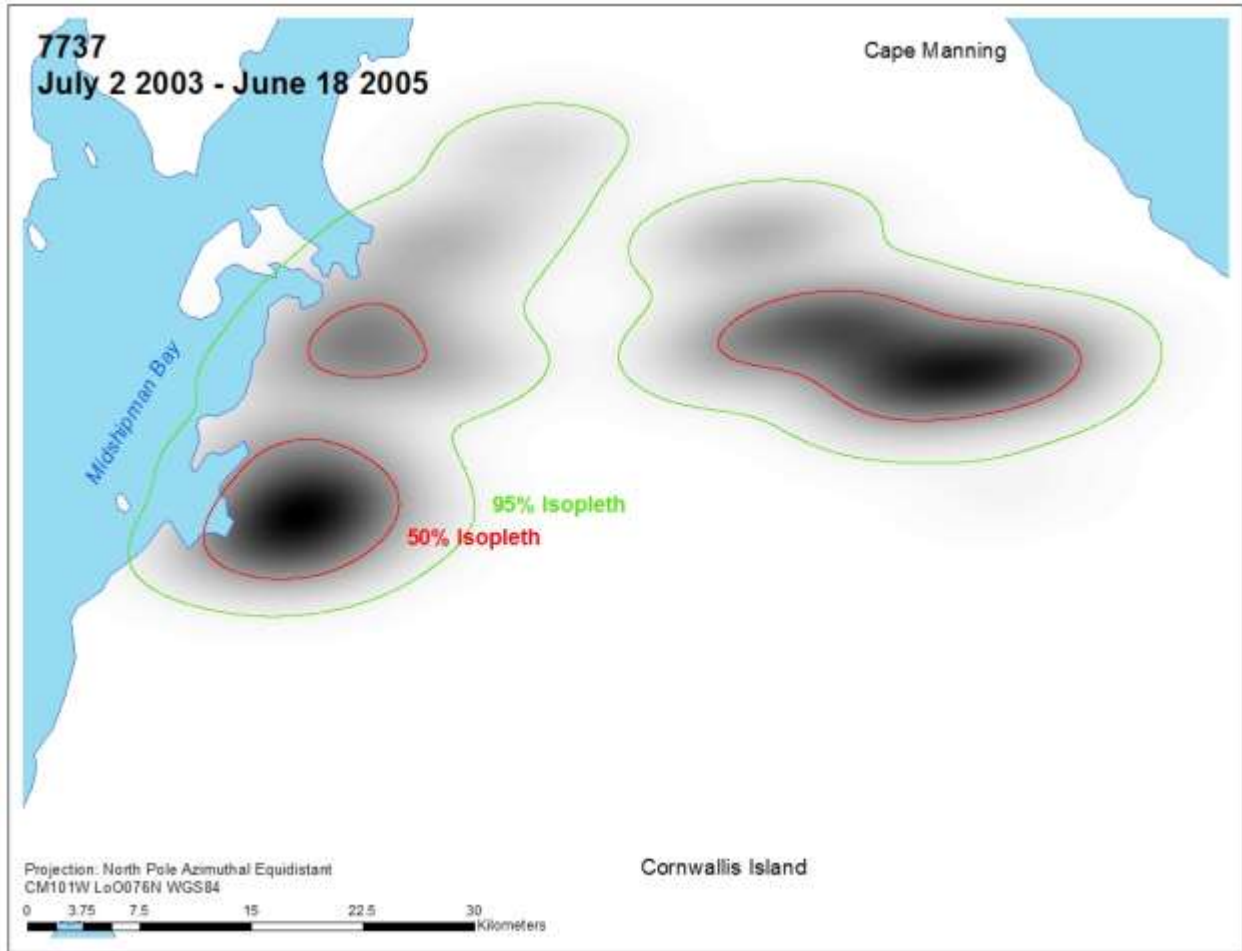 7737
July 2 2003 - June 18 2005
Cape Manning
Midshipman Bay
95% Isopleth
50% Isopleth
Cornwallis Island
Projection: North Pole Azimuthal Equidistant
CM101W LoO076N WGS84
0 3.75 7.5 15 22.5 30
Kilometers